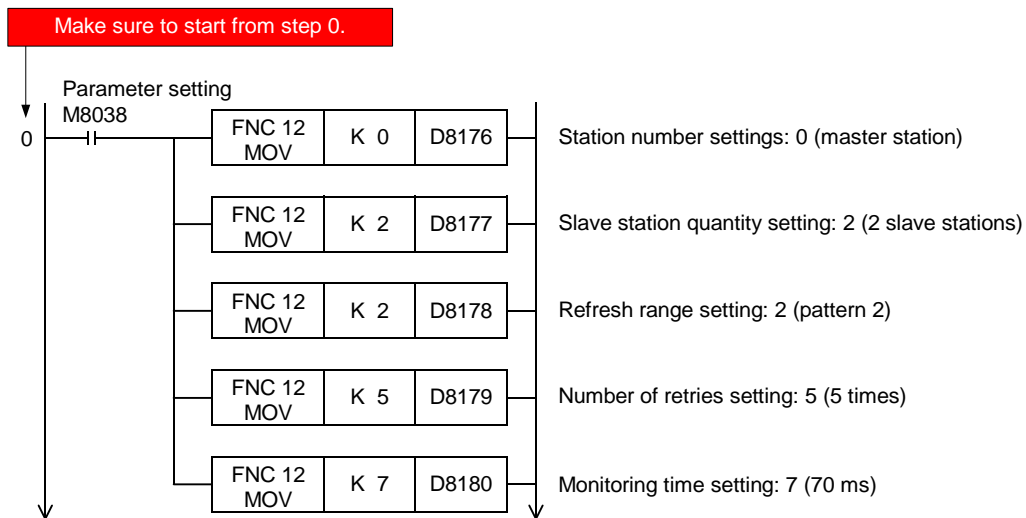 Make sure to start from step 0.
Parameter setting
M8038
0
FNC 12
MOV
K 0
D8176
Station number settings: 0 (master station)
FNC 12
MOV
K 2
D8177
Slave station quantity setting: 2 (2 slave stations)
FNC 12
MOV
K 2
D8178
Refresh range setting: 2 (pattern 2)
FNC 12
MOV
K 5
D8179
Number of retries setting: 5 (5 times)
FNC 12
MOV
K 7
D8180
Monitoring time setting: 7 (70 ms)